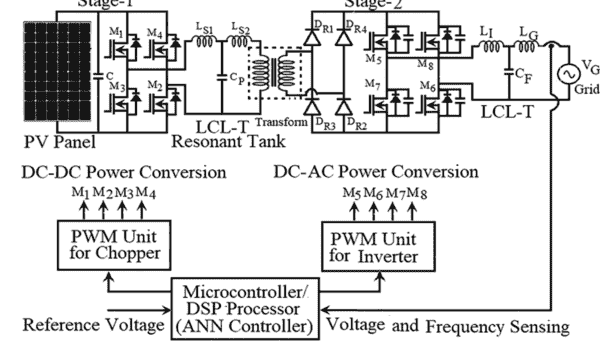 Stage-1
Stage-2
M1
M4
LS1
LS2
DR1
DR4
M5
M8
LI
LG
C
CP
CF
VG
Grid
M3
M2
M7
M6
LCL-T
Transform
DR3
DR2
LCL-T
PV Panel
Resonant Tank
DC-DC Power Conversion
DC-AC Power Conversion
M1 M2 M3 M4
M5 M6 M7 M8
PWM Unit
for Chopper
PWM Unit
for Inverter
Microcontroller/
DSP Processor
(ANN Controller)
Reference Voltage
Voltage and Frequency Sensing